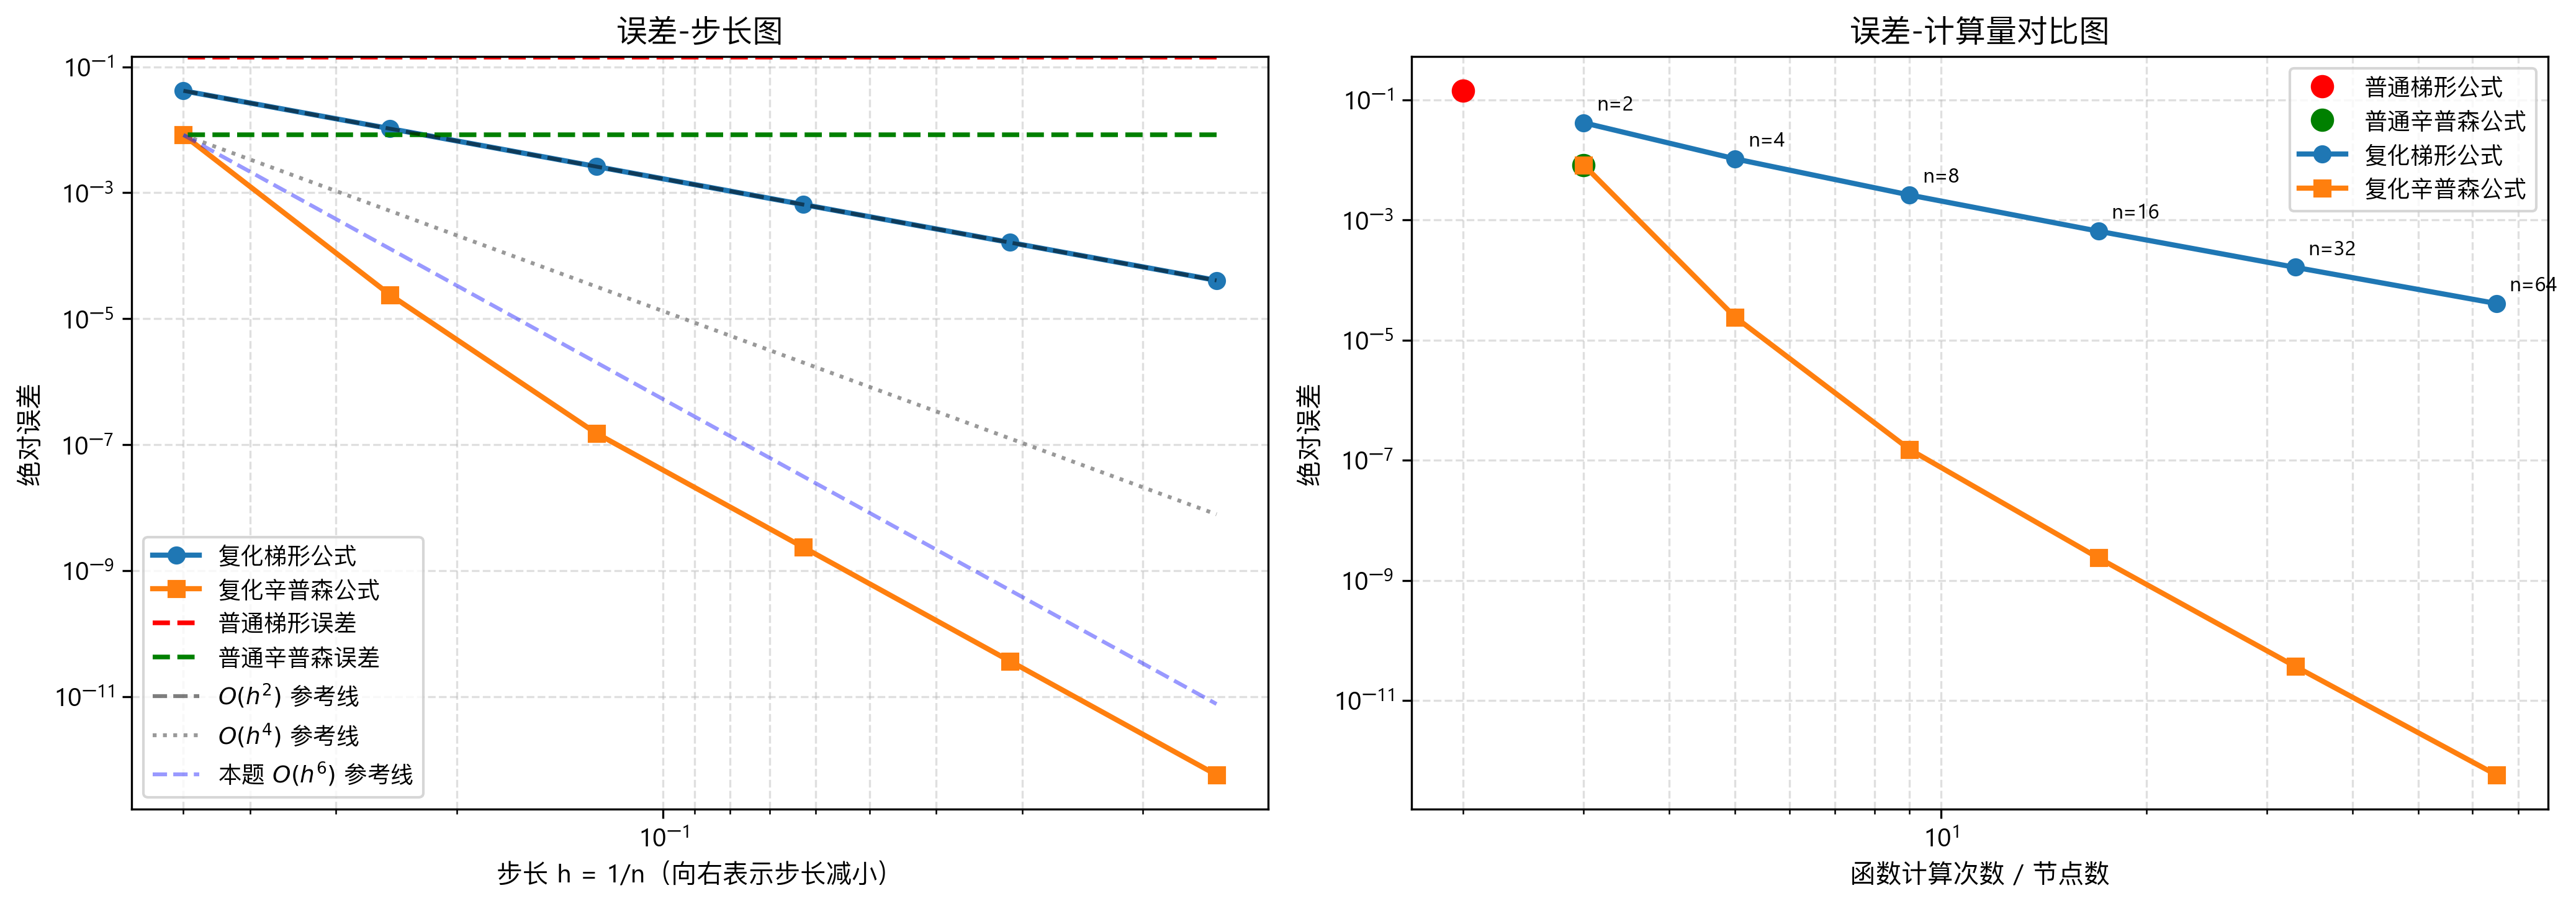 误差-步长图
10⁻¹
10⁻³
10⁻⁵
10⁻⁷
10⁻⁹
10⁻¹¹
绝对误差
复化梯形公式
复化辛普森公式
普通梯形误差
普通辛普森误差
O(h²) 参考线
O(h⁴) 参考线
本题 O(h⁶) 参考线
10⁻¹
步长 h = 1/n（向右表示步长减小）
误差-计算量对比图
10⁻¹
10⁻³
10⁻⁵
10⁻⁷
10⁻⁹
10⁻¹¹
绝对误差
n=2
n=4
n=8
n=16
n=32
n=64
普通梯形公式
普通辛普森公式
复化梯形公式
复化辛普森公式
10¹
函数计算次数 / 节点数